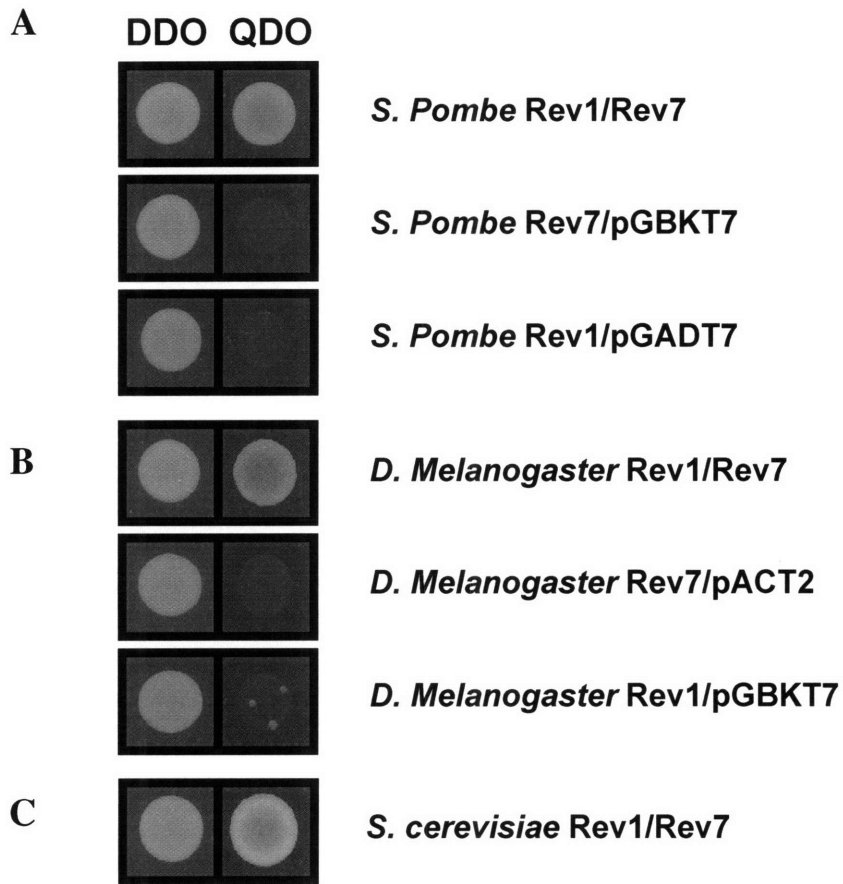 A
DDO QDO
S. Pombe Rev1/Rev7
S. Pombe Rev7/pGBKT7
S. Pombe Rev1/pGADT7
B
D. Melanogaster Rev1/Rev7
D. Melanogaster Rev7/pACT2
D. Melanogaster Rev1/pGBKT7
C
S. cerevisiae Rev1/Rev7